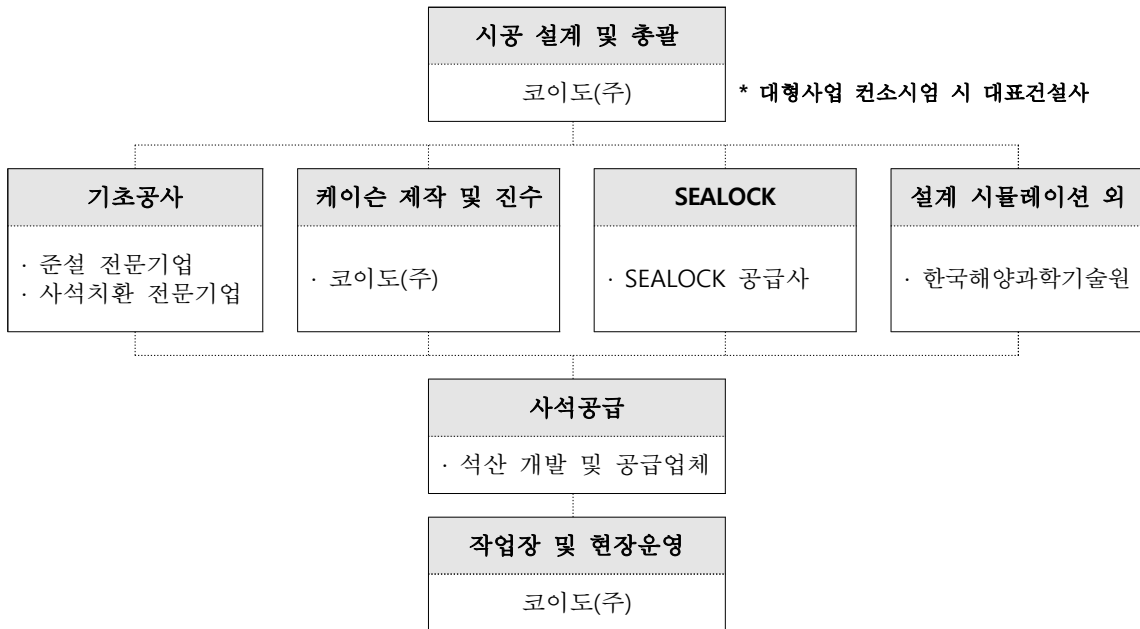 시공 설계 및 총괄
코이도(주)
* 대형사업 컨소시엄 시 대표건설사
기초공사
· 준설 전문기업
· 사석치환 전문기업
케이슨 제작 및 진수
· 코이도(주)
SEALOCK
· SEALOCK 공급사
설계 시뮬레이션 외
· 한국해양과학기술원
사석공급
· 석산 개발 및 공급업체
작업장 및 현장운영
코이도(주)